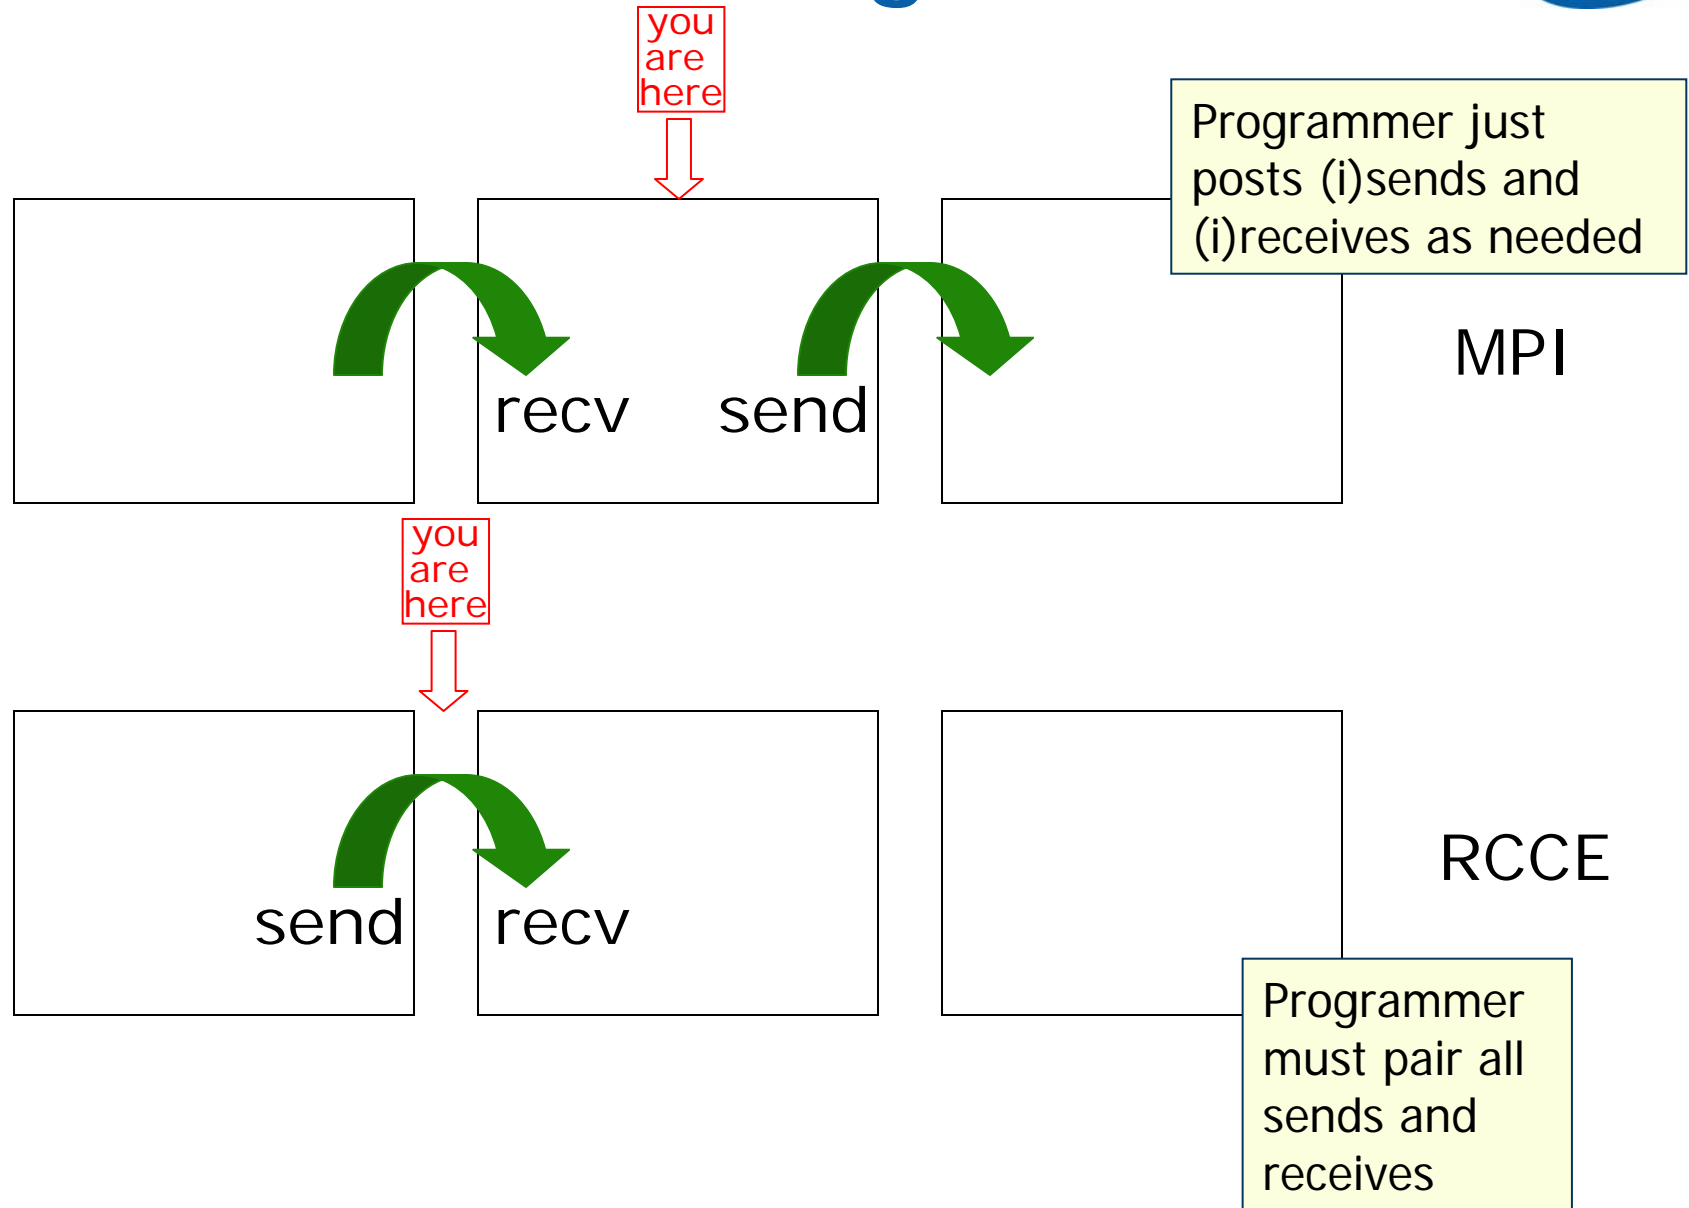 you
are
here
Programmer just
posts (i)sends and
(i)receives as needed
MPI
recv send
you
are
here
RCCE
send recv
Programmer
must pair all
sends and
receives